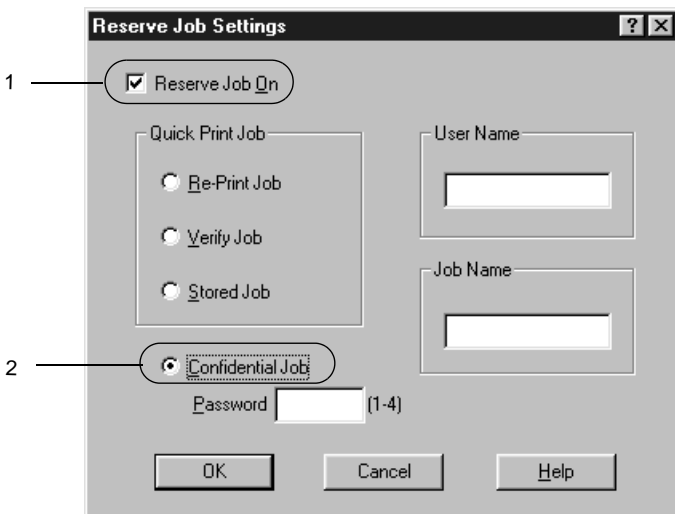 Reserve Job Settings
1
Reserve Job On
Quick Print Job
User Name
Re-Print Job
Verify Job
Stored Job
Job Name
2
Confidential Job
Password (1-4)
OK Cancel Help